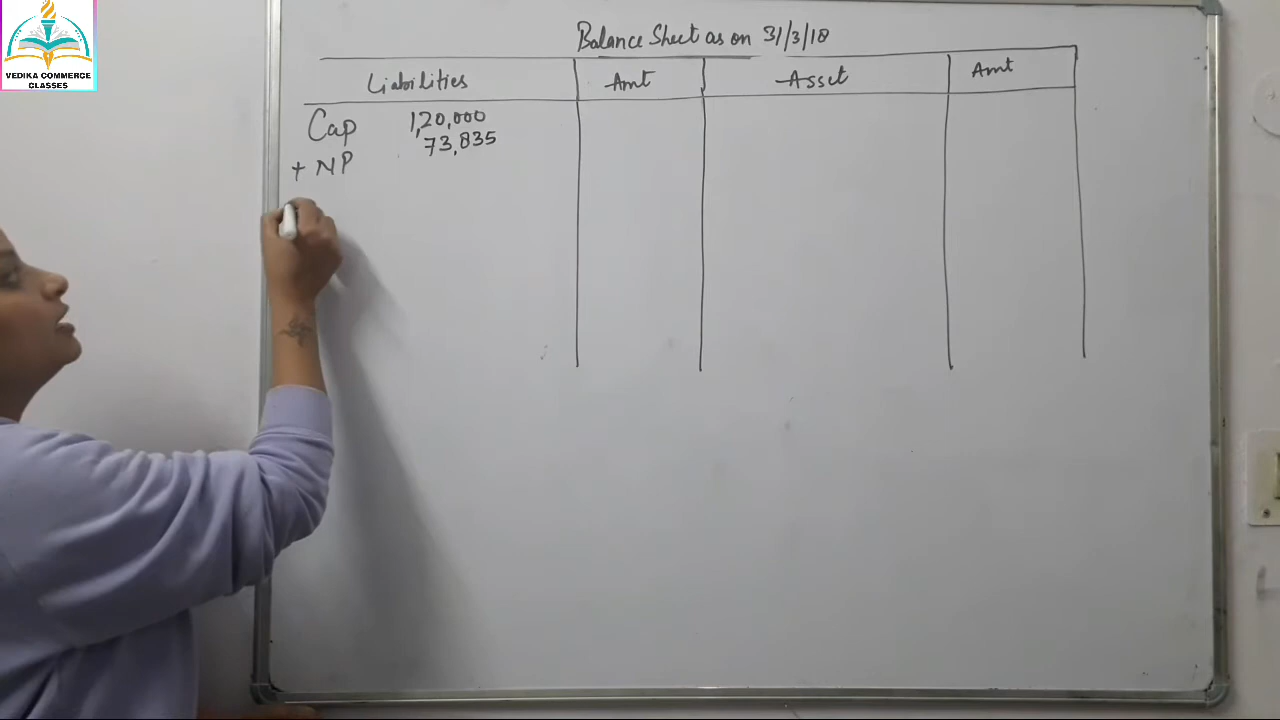 VEDIKA COMMERCE
CLASSES
Balance Sheet as on 31/3/18
Liabilities Amt Asset Amt
Cap 1,20,000
+ NP 73,835